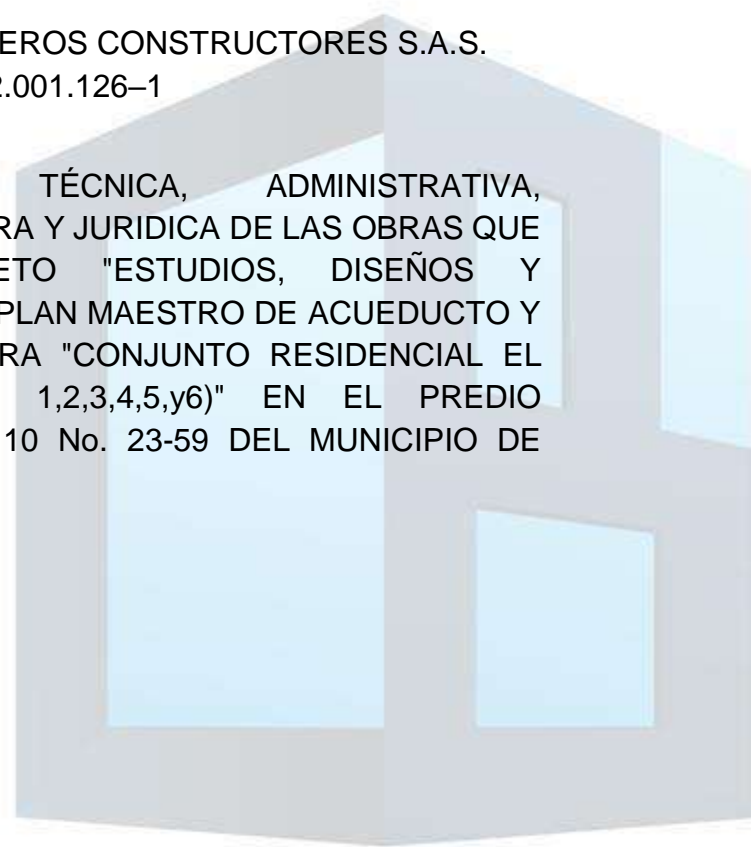 EROS CONSTRUCTORES S.A.S.
2.001.126–1
TÉCNICA, ADMINISTRATIVA,
RA Y JURIDICA DE LAS OBRAS QUE
ETO "ESTUDIOS, DISEÑOS Y
PLAN MAESTRO DE ACUEDUCTO Y
RA "CONJUNTO RESIDENCIAL EL
1,2,3,4,5,y6)" EN EL PREDIO
10 No. 23-59 DEL MUNICIPIO DE